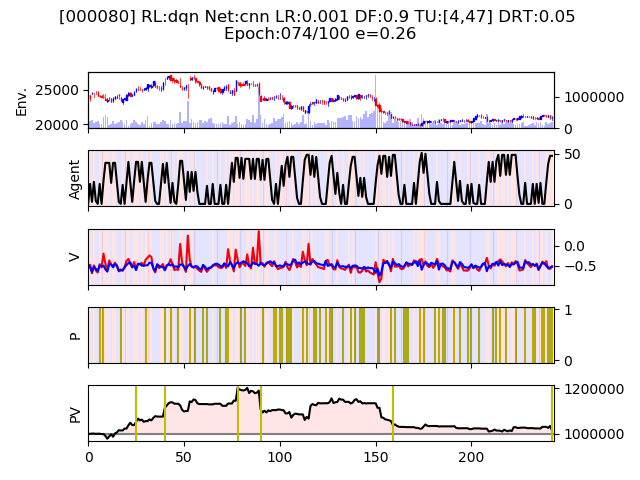 [000080] RL:dqn Net:cnn LR:0.001 DF:0.9 TU:[4,47] DRT:0.05
Epoch:074/100 e=0.26
Env.
25000
20000
1000000
0
Agent
50
0
V
0.0
−0.5
P
1
0
PV
1200000
1000000
0
50
100
150
200